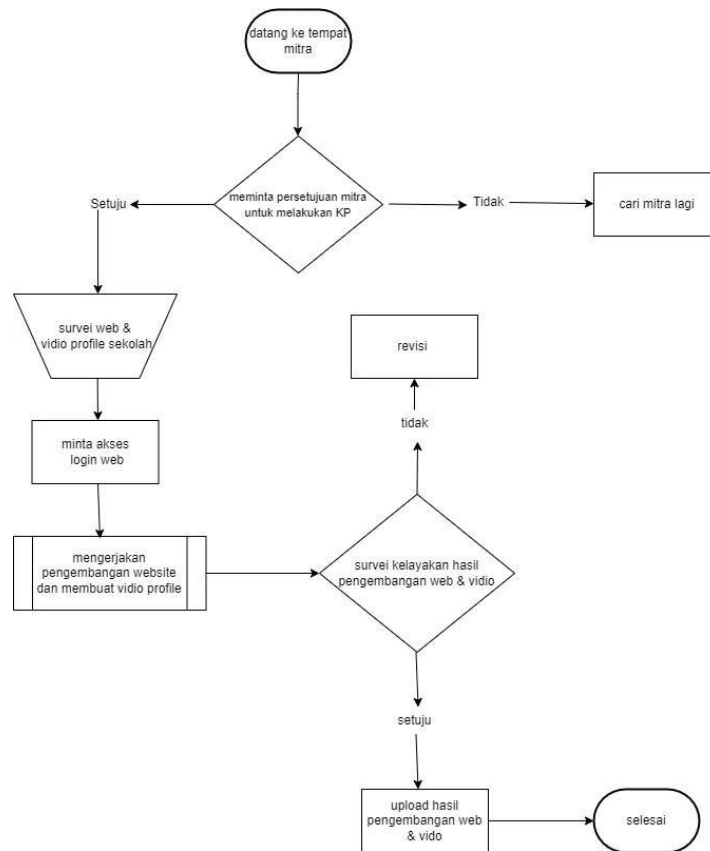 datang ke tempat
mitra
meminta persetujuan mitra
untuk melakukan KP
Setuju
Tidak
cari mitra lagi
survei web &
vidio profile sekolah
minta akses
login web
mengerjakan
pengembangan website
dan membuat vidio profile
survei kelayakan hasil
pengembangan web & vidio
tidak
revisi
setuju
upload hasil
pengembangan web
& vido
selesai